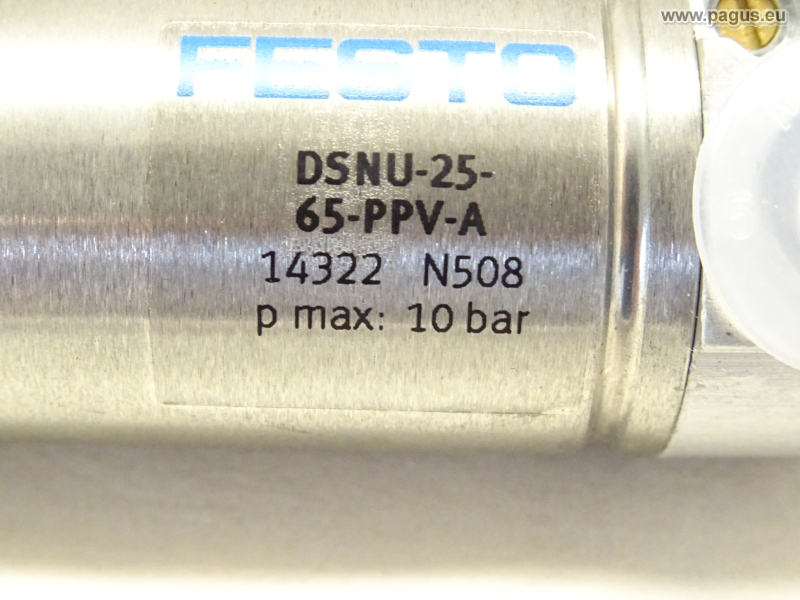 www.pagus.eu
FESTO
DSNU-25-
65-PPV-A
14322 N508
p max: 10 bar